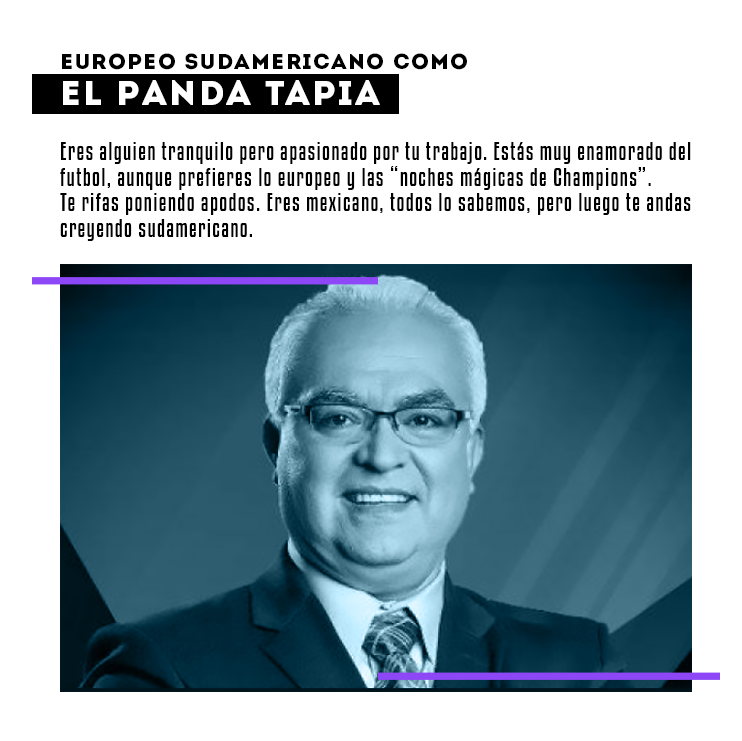 EUROPEO SUDAMERICANO COMO
EL PANDA TAPIA
Eres alguien tranquilo pero apasionado por tu trabajo. Estás muy enamorado del
futbol, aunque prefieres lo europeo y las “noches mágicas de Champions”.
Te rifas poniendo apodos. Eres mexicano, todos lo sabemos, pero luego te andas
creyendo sudamericano.